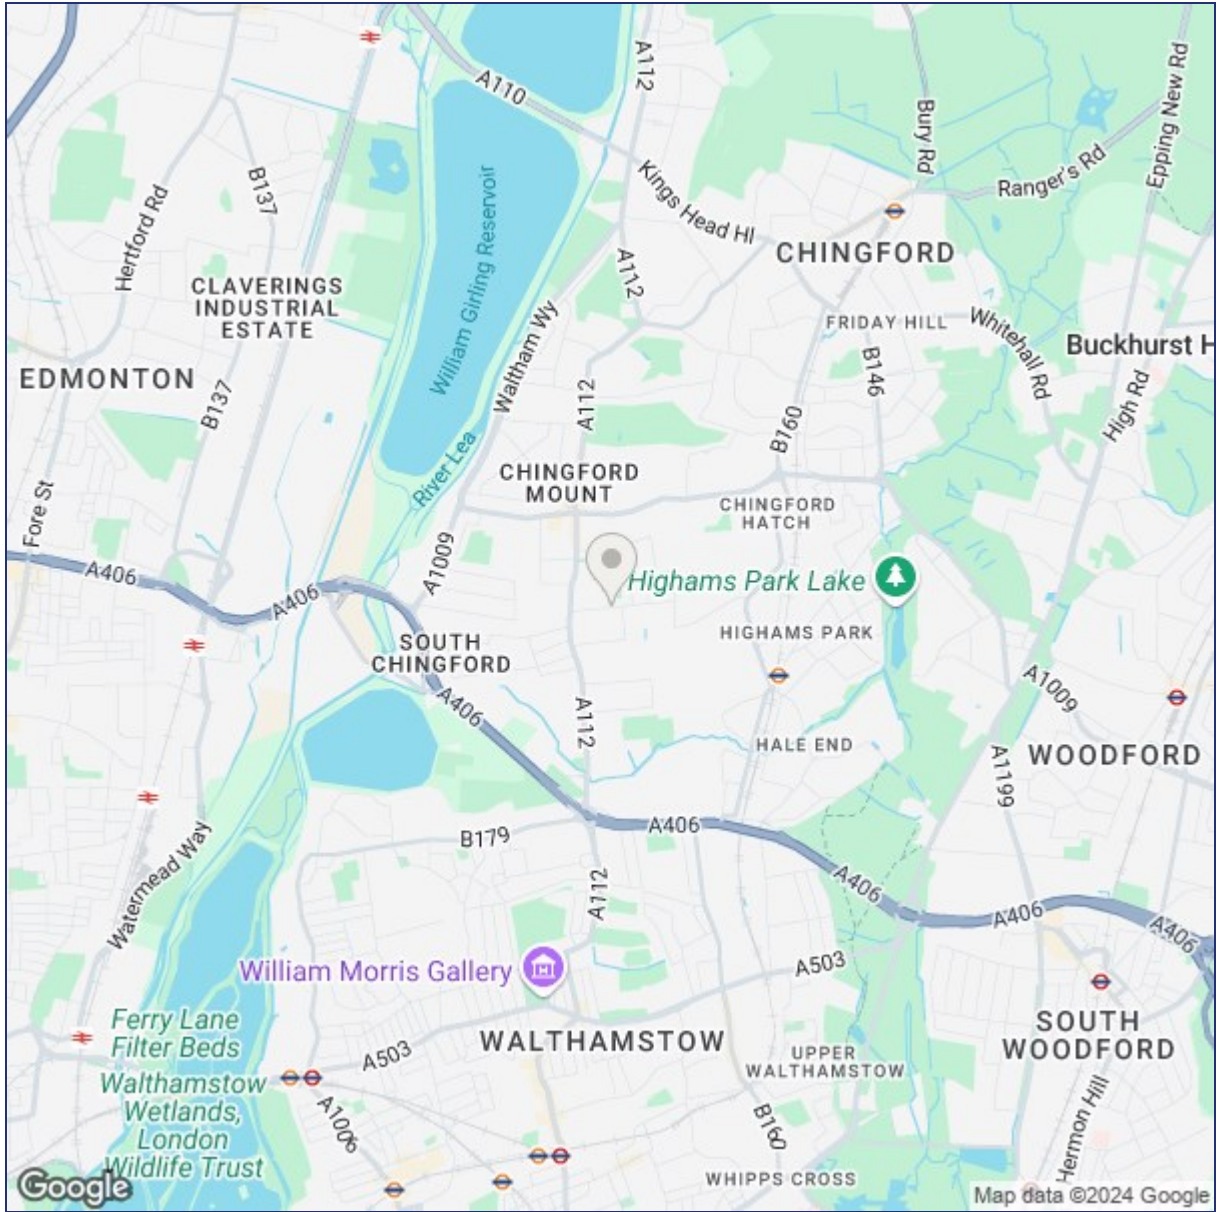 A112
A110
Bury Rd
Epping New Rd
Ranger's Rd
Kings Head Hl
B137
Hertford Rd
William Girling Reservoir
CHINGFORD
A112
CLAVERINGS
INDUSTRIAL
ESTATE
Waltham Wy
FRIDAY HILL
Whitehall Rd
Buckhurst H
B146
EDMONTON
B137
A112
High Rd
B160
River Lea
CHINGFORD
MOUNT
CHINGFORD
HATCH
Fore St
A406
A1009
A406
Highams Park Lake
HIGHAMS PARK
SOUTH
CHINGFORD
A406
A1009
A112
HALE END
WOODFORD
A1199
A406
B179
Watermead Way
A112
A406
A406
A406
William Morris Gallery
A503
Ferry Lane
Filter Beds
WALTHAMSTOW
SOUTH
WOODFORD
A503
UPPER
WALTHAMSTOW
Walthamstow
Wetlands,
London
Wildlife Trust
A1006
B160
Hermon Hill
WHIPPS CROSS
Google
Map data ©2024 Google